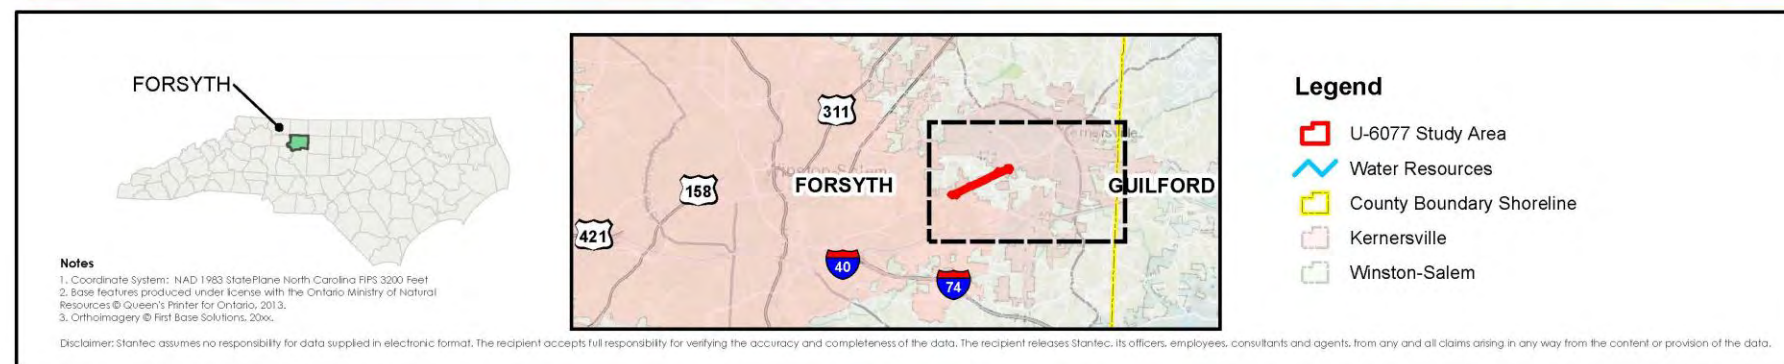 FORSYTH
Notes
1. Coordinate System: NAD 1983 StatePlane North Carolina FIPS 3200 Feet
2. Base features produced under license with the Ontario Ministry of Natural
Resources © Queen's Printer for Ontario, 2013.
3. Orthoimagery © First Base Solutions, 20xx.
311
Kernersville
Winston-Salem
158
FORSYTH
GUILFORD
421
40
74
Legend
U-6077 Study Area
Water Resources
County Boundary Shoreline
Kernersville
Winston-Salem
Disclaimer: Stantec assumes no responsibility for data supplied in electronic format. The recipient accepts full responsibility for verifying the accuracy and completeness of the data. The recipient releases Stantec, its officers, employees, consultants and agents, from any and all claims arising in any way from the content or provision of the data.